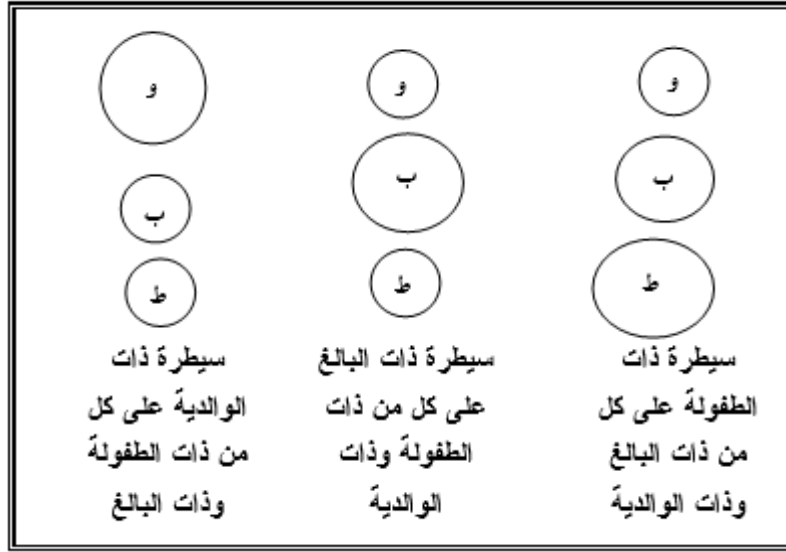 و
ب
ط
سيطرة ذات
الطفولة على كل
من ذات البالغ
وذات الوالدية
و
ب
ط
سيطرة ذات البالغ
على كل من ذات
الطفولة وذات
الوالدية
و
ب
ط
سيطرة ذات
الوالدية على كل
من ذات الطفولة
وذات البالغ